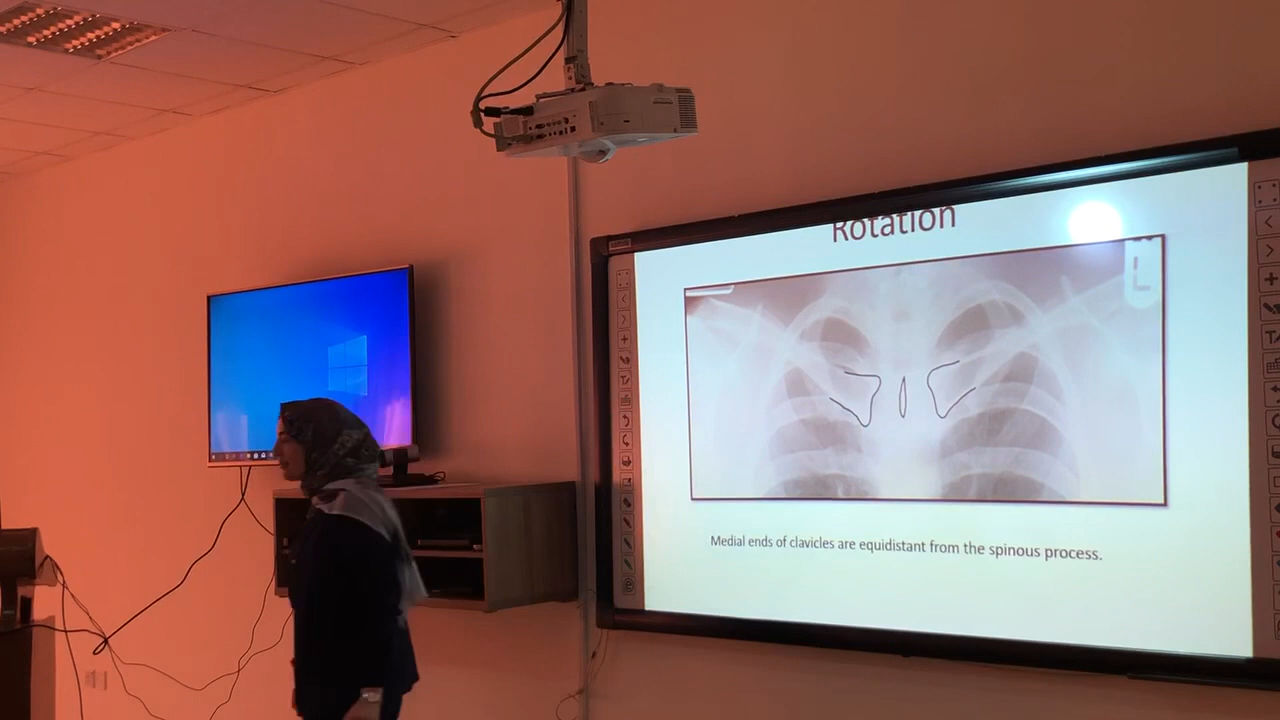 Rotation
L
Medial ends of clavicles are equidistant from the spinous process.